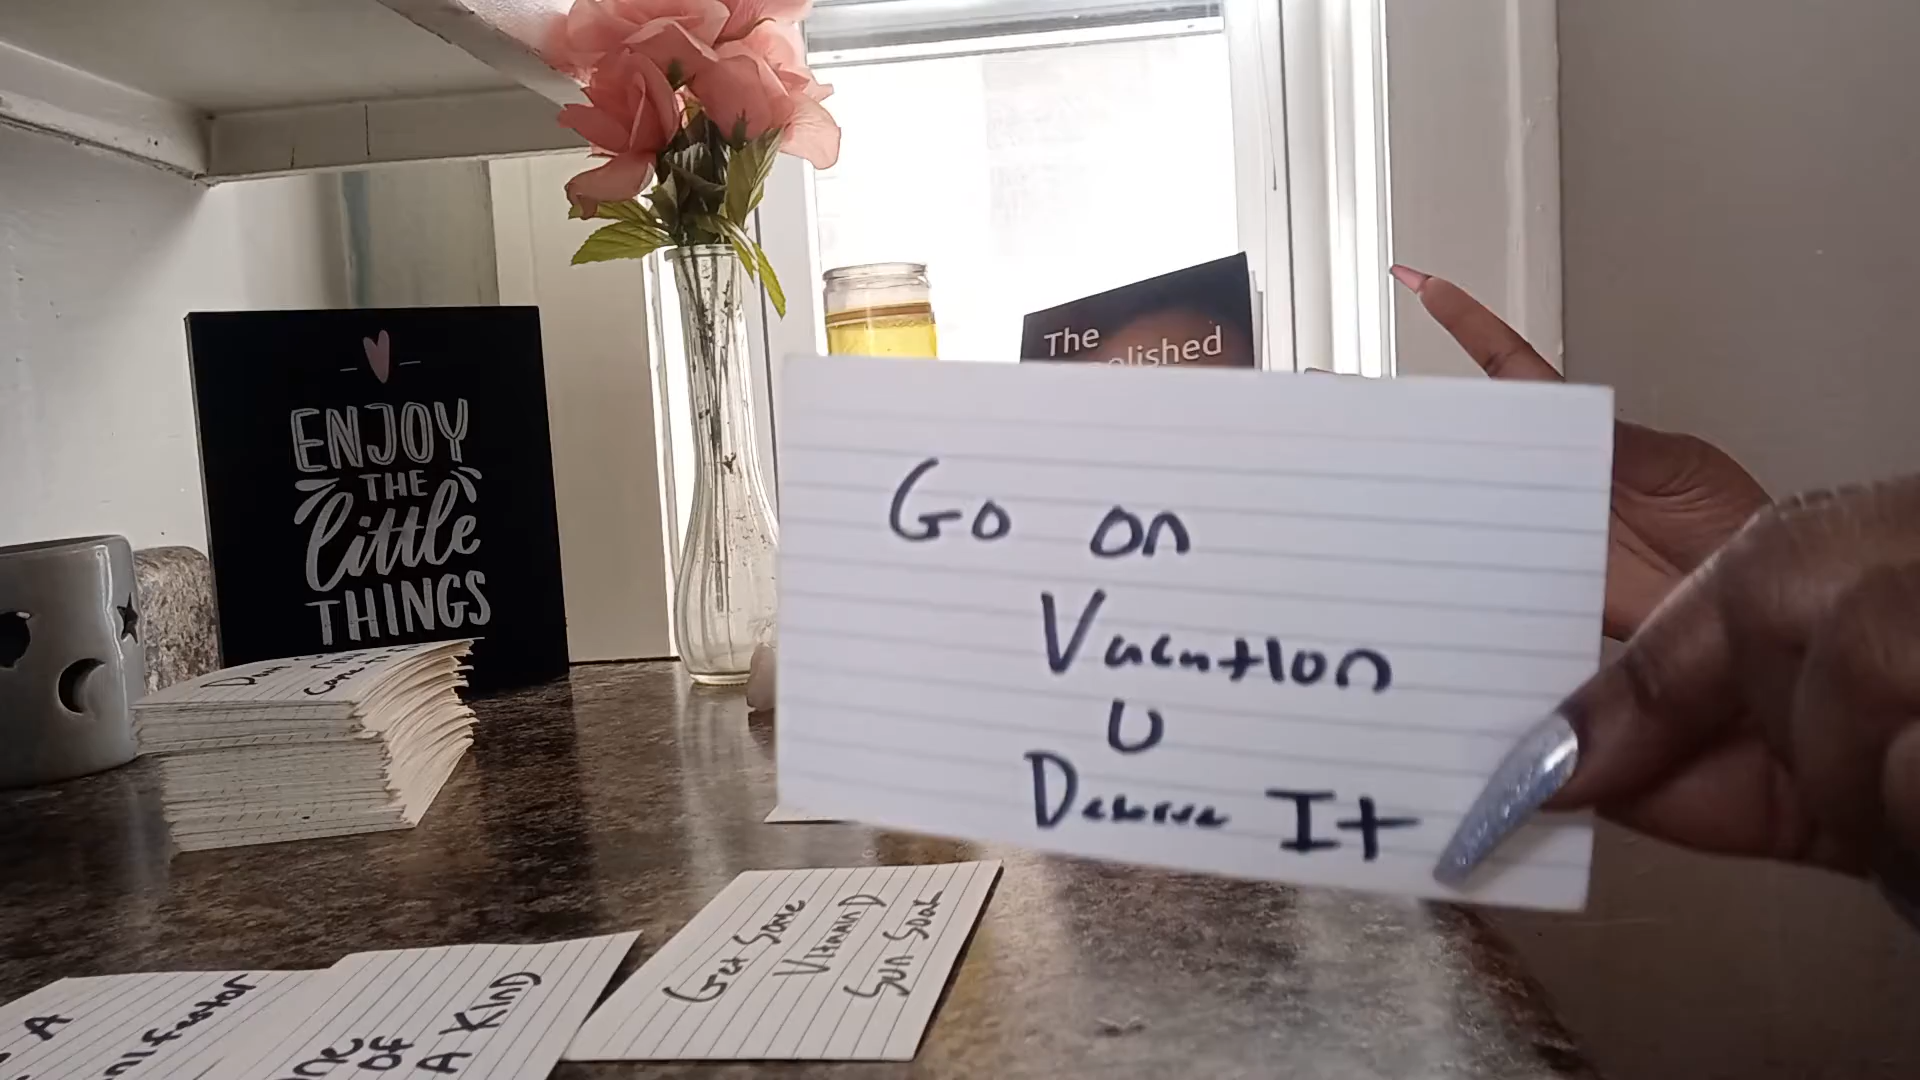 The
olished
ENJOY
THE
little
THINGS
Go on
Vacation
U
Deserve It
Get Some
Vitamin D
Sun-Soak
OF
A KIND
A